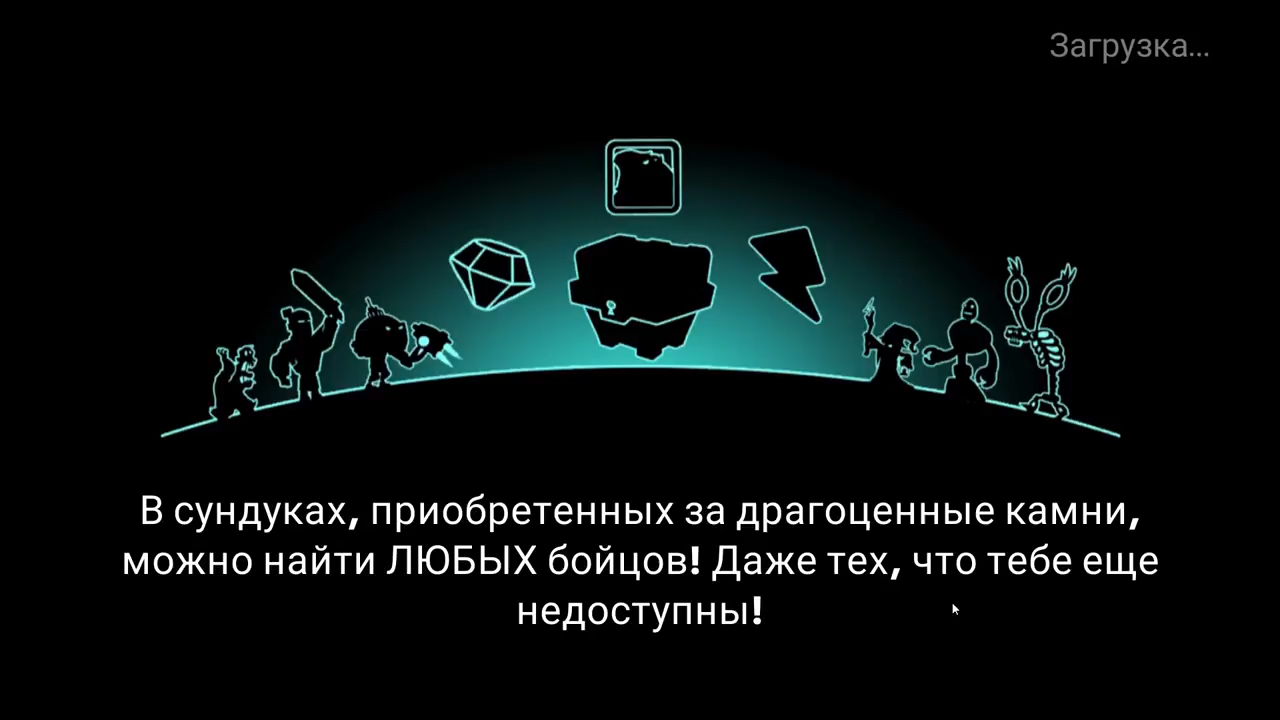 Загрузка...
В сундуках, приобретенных за драгоценные камни,
можно найти ЛЮБЫХ бойцов! Даже тех, что тебе еще
недоступны!